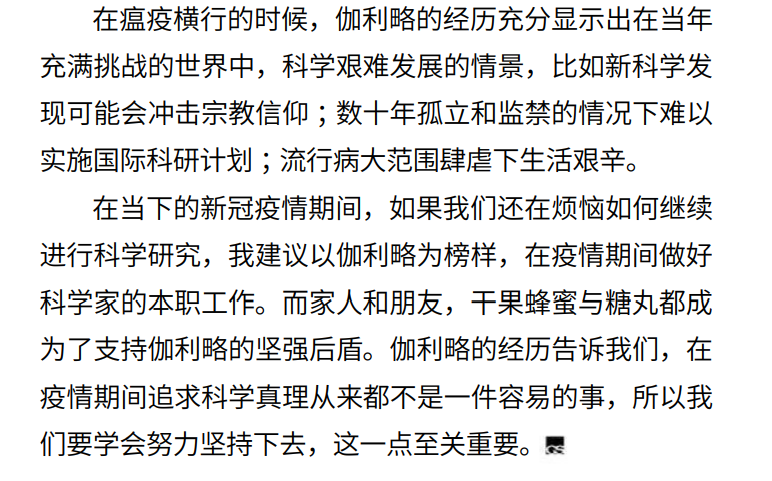 在瘟疫横行的时候，伽利略的经历充分显示出在当年
充满挑战的世界中，科学艰难发展的情景，比如新科学发
现可能会冲击宗教信仰；数十年孤立和监禁的情况下难以
实施国际科研计划；流行病大范围肆虐下生活艰辛。
在当下的新冠疫情期间，如果我们还在烦恼如何继续
进行科学研究，我建议以伽利略为榜样，在疫情期间做好
科学家的本职工作。而家人和朋友，干果蜂蜜与糖丸都成
为了支持伽利略的坚强后盾。伽利略的经历告诉我们，在
疫情期间追求科学真理从来都不是一件容易的事，所以我
们要学会努力坚持下去，这一点至关重要。